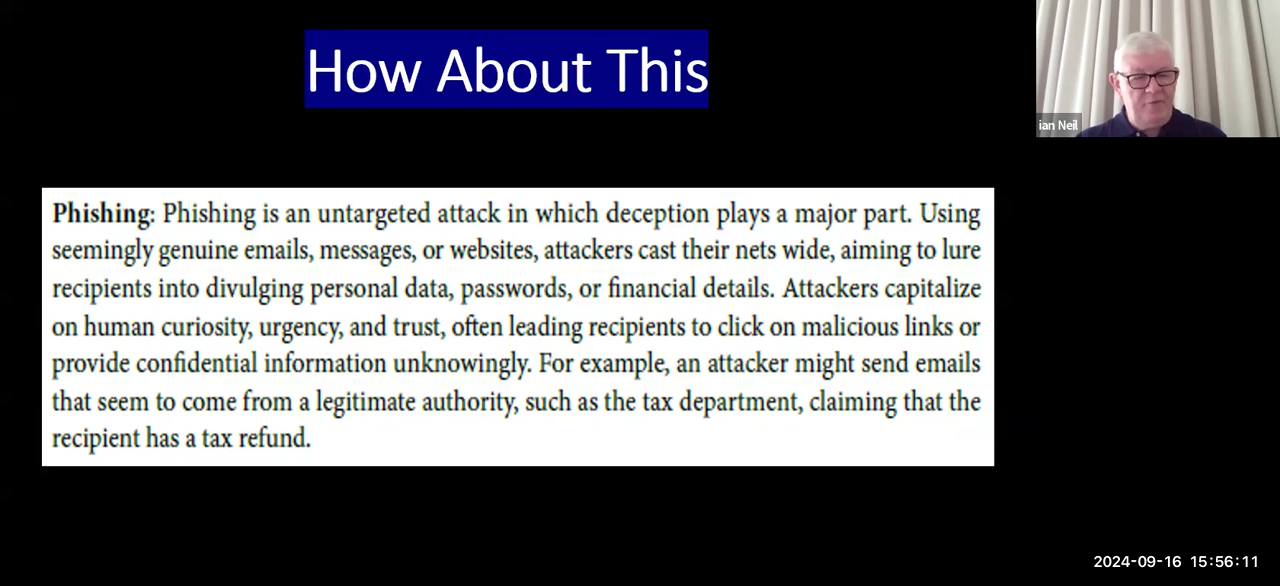 How About This
ian Neil
Phishing: Phishing is an untargeted attack in which deception plays a major part. Using
seemingly genuine emails, messages, or websites, attackers cast their nets wide, aiming to lure
recipients into divulging personal data, passwords, or financial details. Attackers capitalize
on human curiosity, urgency, and trust, often leading recipients to click on malicious links or
provide confidential information unknowingly. For example, an attacker might send emails
that seem to come from a legitimate authority, such as the tax department, claiming that the
recipient has a tax refund.
2024-09-16 15:56:11